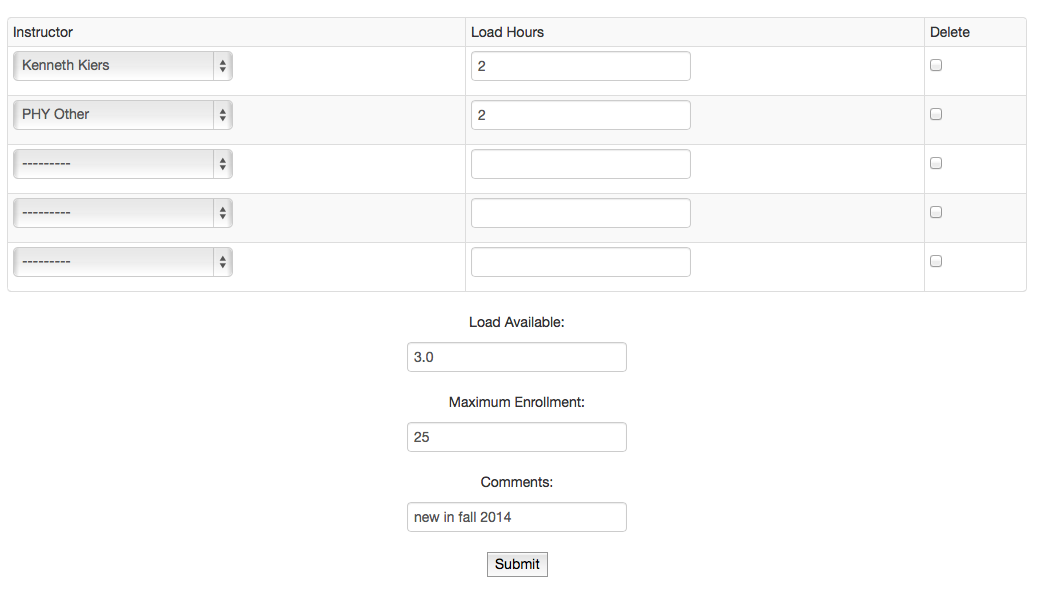 Instructor Load Hours Delete
Kenneth Kiers 2
PHY Other 2
---------
---------
---------
Load Available:
3.0
Maximum Enrollment:
25
Comments:
new in fall 2014
Submit